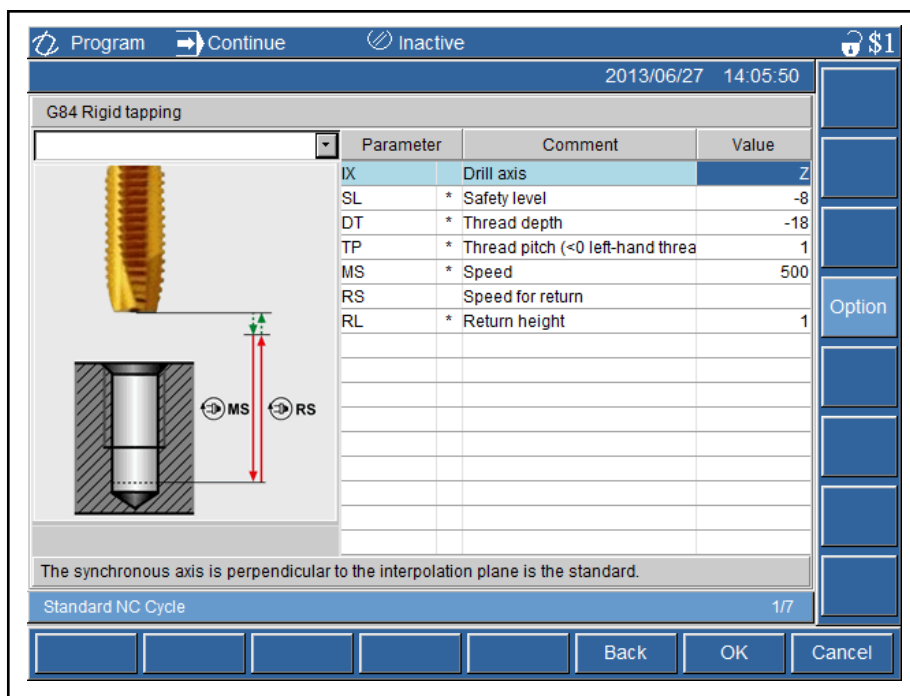 Program Continue Inactive $1
2013/06/27 14:05:50
G84 Rigid tapping
Parameter Comment Value
IX Drill axis Z
SL * Safety level -8
DT * Thread depth -18
TP * Thread pitch (<0 left-hand threa 1
MS * Speed 500
RS Speed for return
RL * Return height 1
Option
MS RS
The synchronous axis is perpendicular to the interpolation plane is the standard.
Standard NC Cycle 1/7
Back OK Cancel